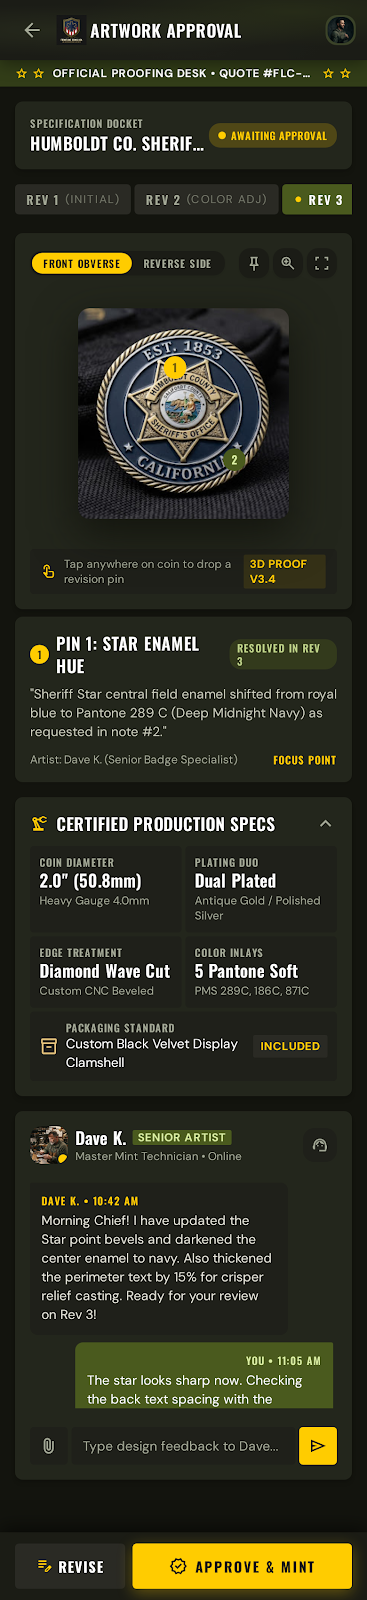 ARTWORK APPROVAL
OFFICIAL PROOFING DESK • QUOTE #FLC-...
SPECIFICATION DOCKET
HUMBOLDT CO. SHERIF...
AWAITING APPROVAL
REV 1 (INITIAL)
REV 2 (COLOR ADJ)
REV 3
FRONT OBVERSE
REVERSE SIDE
EST. 1853
1
HUMBOLDT COUNTY
SHERIFF'S OFFICE
CALIFORNIA
2
Tap anywhere on coin to drop a
revision pin
3D PROOF
V3.4
1
PIN 1: STAR ENAMEL
HUE
RESOLVED IN REV
3
"Sheriff Star central field enamel shifted from royal
blue to Pantone 289 C (Deep Midnight Navy) as
requested in note #2."
Artist: Dave K. (Senior Badge Specialist)
FOCUS POINT
CERTIFIED PRODUCTION SPECS
COIN DIAMETER
2.0" (50.8mm)
Heavy Gauge 4.0mm
PLATING DUO
Dual Plated
Antique Gold / Polished
Silver
EDGE TREATMENT
Diamond Wave Cut
Custom CNC Beveled
COLOR INLAYS
5 Pantone Soft
PMS 289C, 186C, 871C
PACKAGING STANDARD
Custom Black Velvet Display
Clamshell
INCLUDED
Dave K.
SENIOR ARTIST
Master Mint Technician • Online
DAVE K. • 10:42 AM
Morning Chief! I have updated the
Star point bevels and darkened the
center enamel to navy. Also thickened
the perimeter text by 15% for crisper
relief casting. Ready for your review
on Rev 3!
YOU • 11:05 AM
The star looks sharp now. Checking
the back text spacing with the
Type design feedback to Dave...
REVISE
APPROVE & MINT